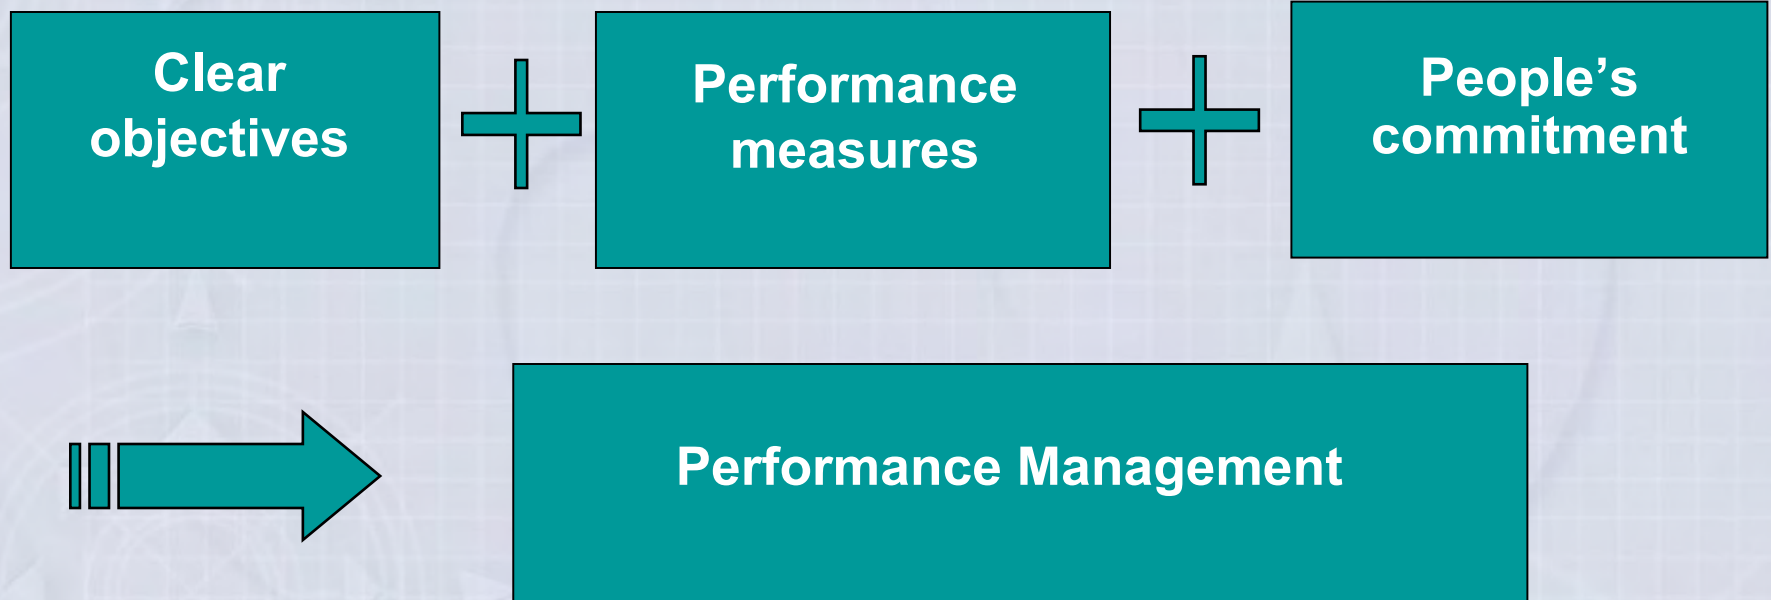 Clear
objectives
Performance
measures
People’s
commitment
Performance Management